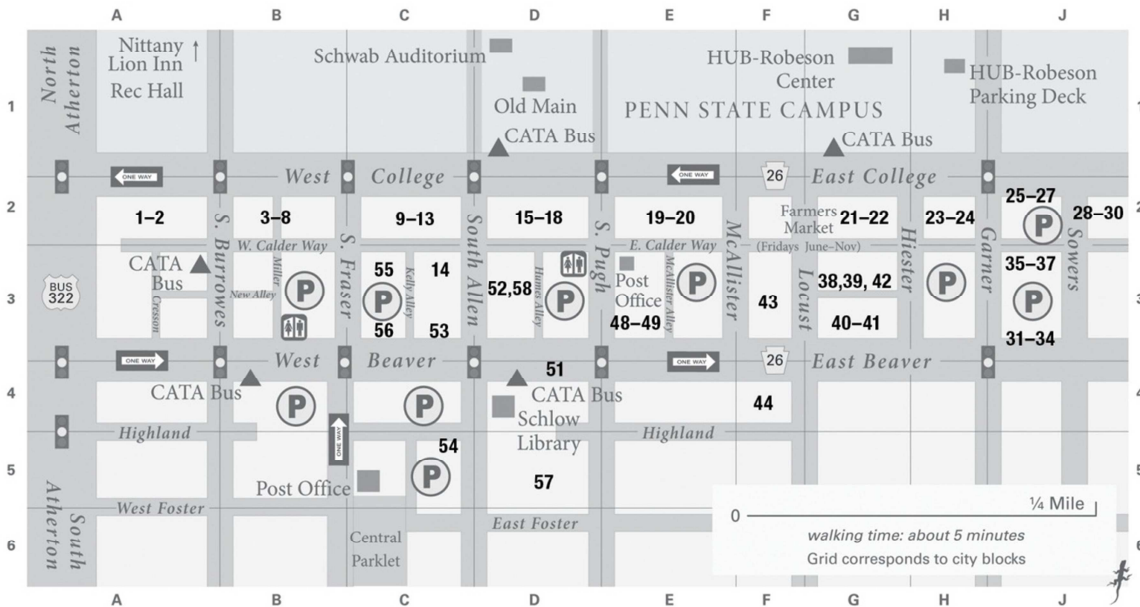 A B C D E F G H J
Nittany
Lion Inn
Rec Hall
Schwab Auditorium
Old Main
CATA Bus
HUB-Robeson
Center
HUB-Robeson
Parking Deck
PENN STATE CAMPUS
CATA Bus
North
Atherton
1
1
ONE WAY
West College
ONE WAY
26
East College
2
2
1–2
3–8
9–13
15–18
19–20
Farmers
Market
(Fridays June–Nov)
21–22
23–24
25–27
P
28–30
W. Calder Way
E. Calder Way
S. Burrowes
S. Fraser
South Allen
S. Pugh
McAllister
Locust
Hiester
Garner
Sowers
BUS
322
3
3
CATA
Bus
Cresson
Miller
New Alley
P
55
14
Kelly Alley
P
56
53
52,58
Humes Alley
P
Post
Office
48–49
McAllister Alley
P
43
38,39, 42
40–41
P
35–37
P
31–34
ONE WAY
West Beaver
ONE WAY
26
East Beaver
4
4
CATA Bus
P
P
51
CATA Bus
Schlow
Library
44
ONE WAY
Highland
Highland
54
5
5
Post Office
P
57
West Foster
East Foster
Atherton
South
6
6
Central
Parklet
0
¼ Mile
walking time: about 5 minutes
Grid corresponds to city blocks
A B C D E F G H J